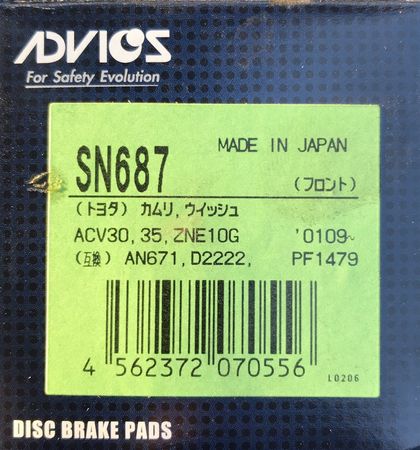 ADVICS
For Safety Evolution
MADE IN JAPAN
SN687 (フロント)
(トヨタ) カムリ, ウイッシュ
ACV30, 35, ZNE10G '0109~
(互換) AN671, D2222, PF1479
4 562372 070556
L0206
DISC BRAKE PADS